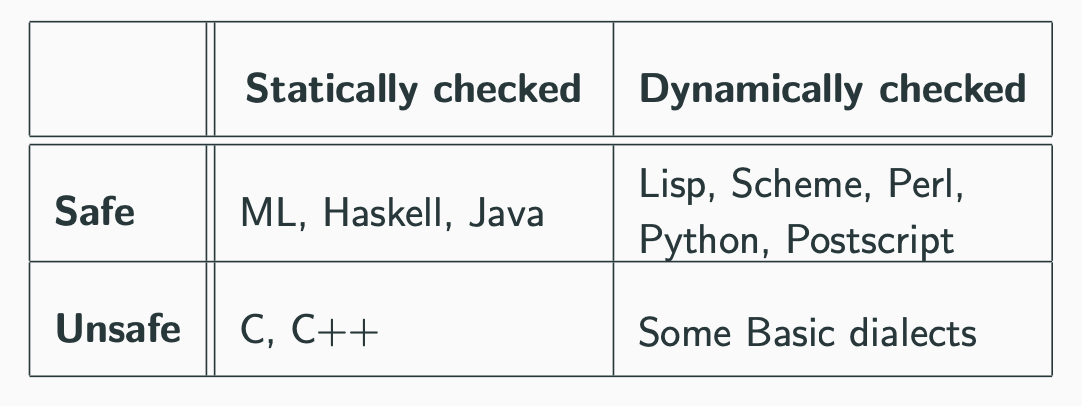 Statically checked Dynamically checked
Safe ML, Haskell, Java Lisp, Scheme, Perl,
Python, Postscript
Unsafe C, C++ Some Basic dialects